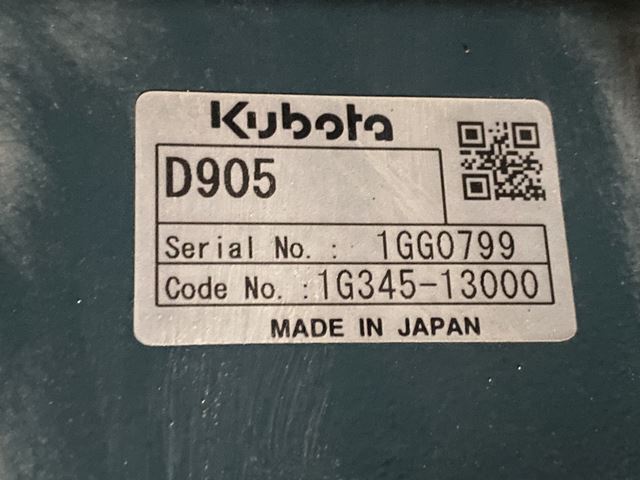 Kubota
D905
Serial No. : 1GG0799
Code No. :1G345-13000
MADE IN JAPAN